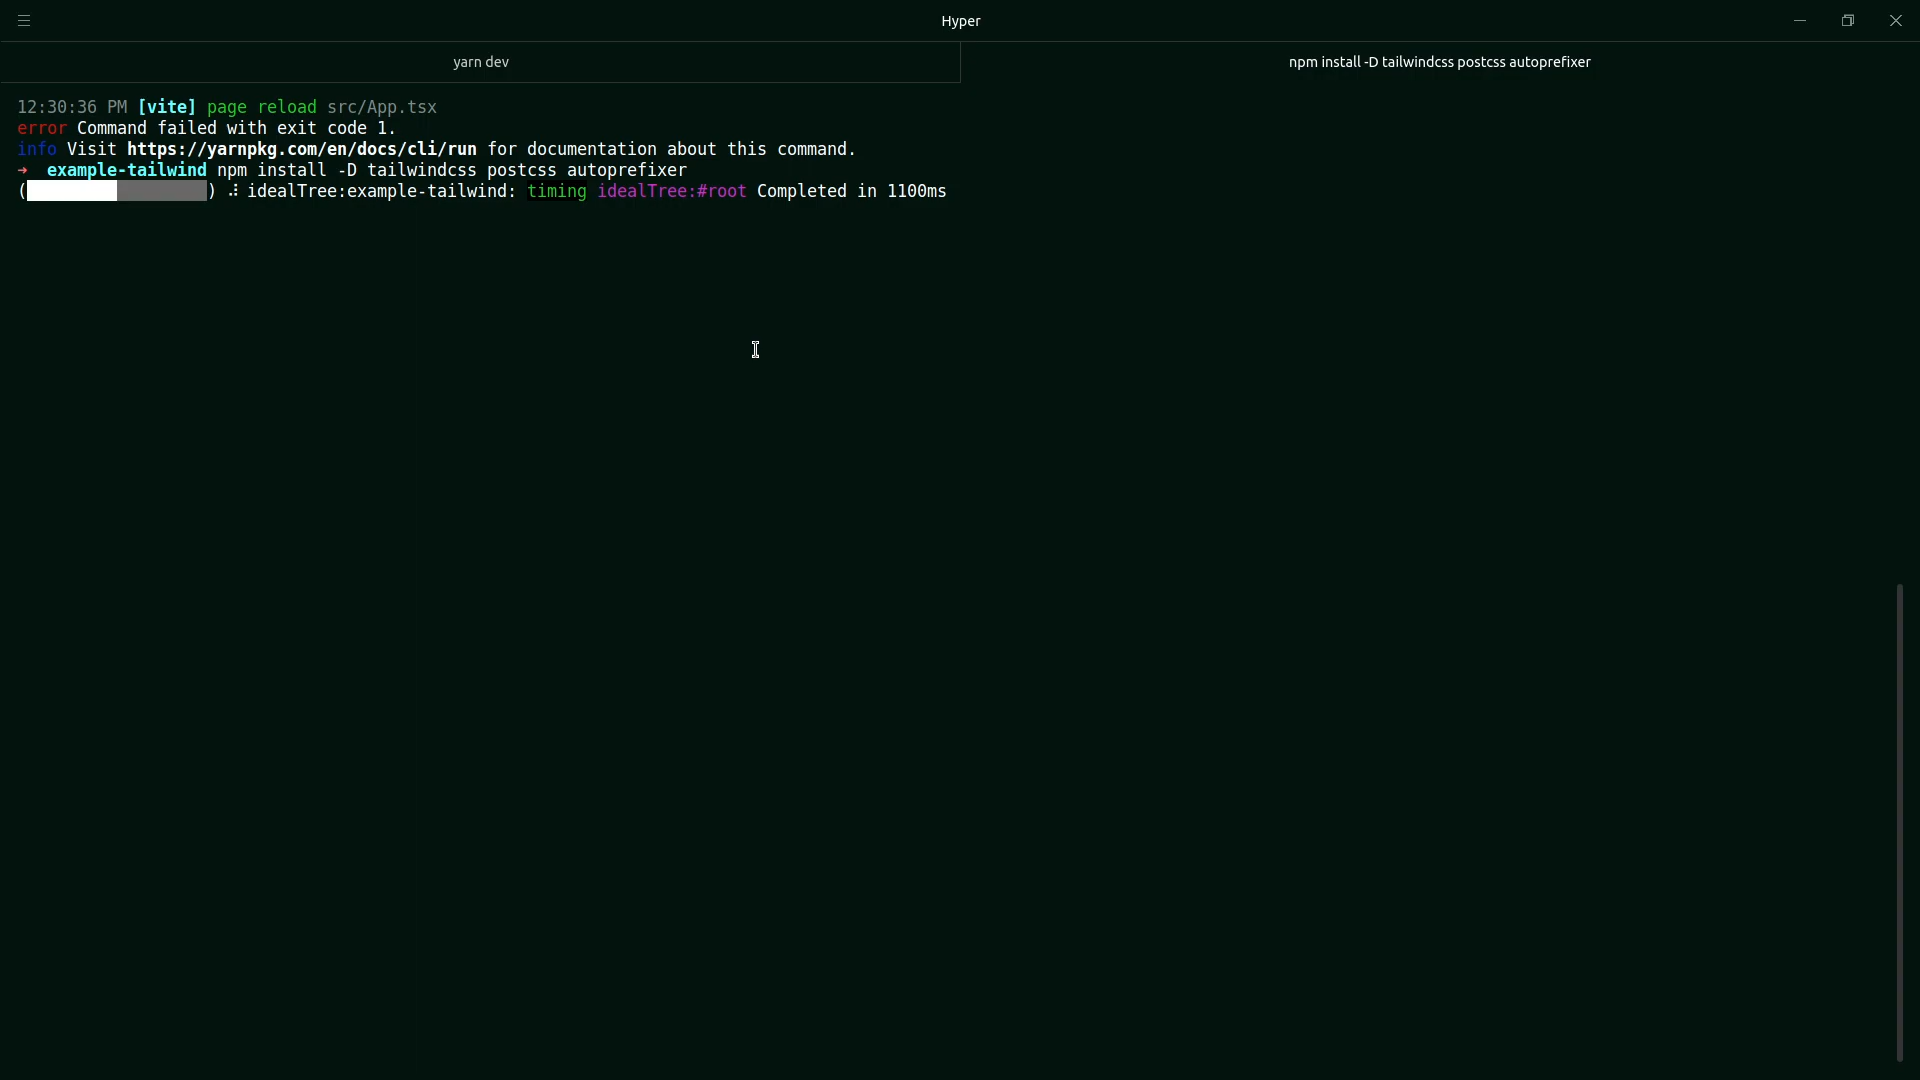 Hyper
yarn dev
npm install -D tailwindcss postcss autoprefixer
12:30:36 PM [vite] page reload src/App.tsx
error Command failed with exit code 1.
info Visit https://yarnpkg.com/en/docs/cli/run for documentation about this command.
➜  example-tailwind npm install -D tailwindcss postcss autoprefixer
(         ) ⠼ idealTree:example-tailwind: timing idealTree:#root Completed in 1100ms